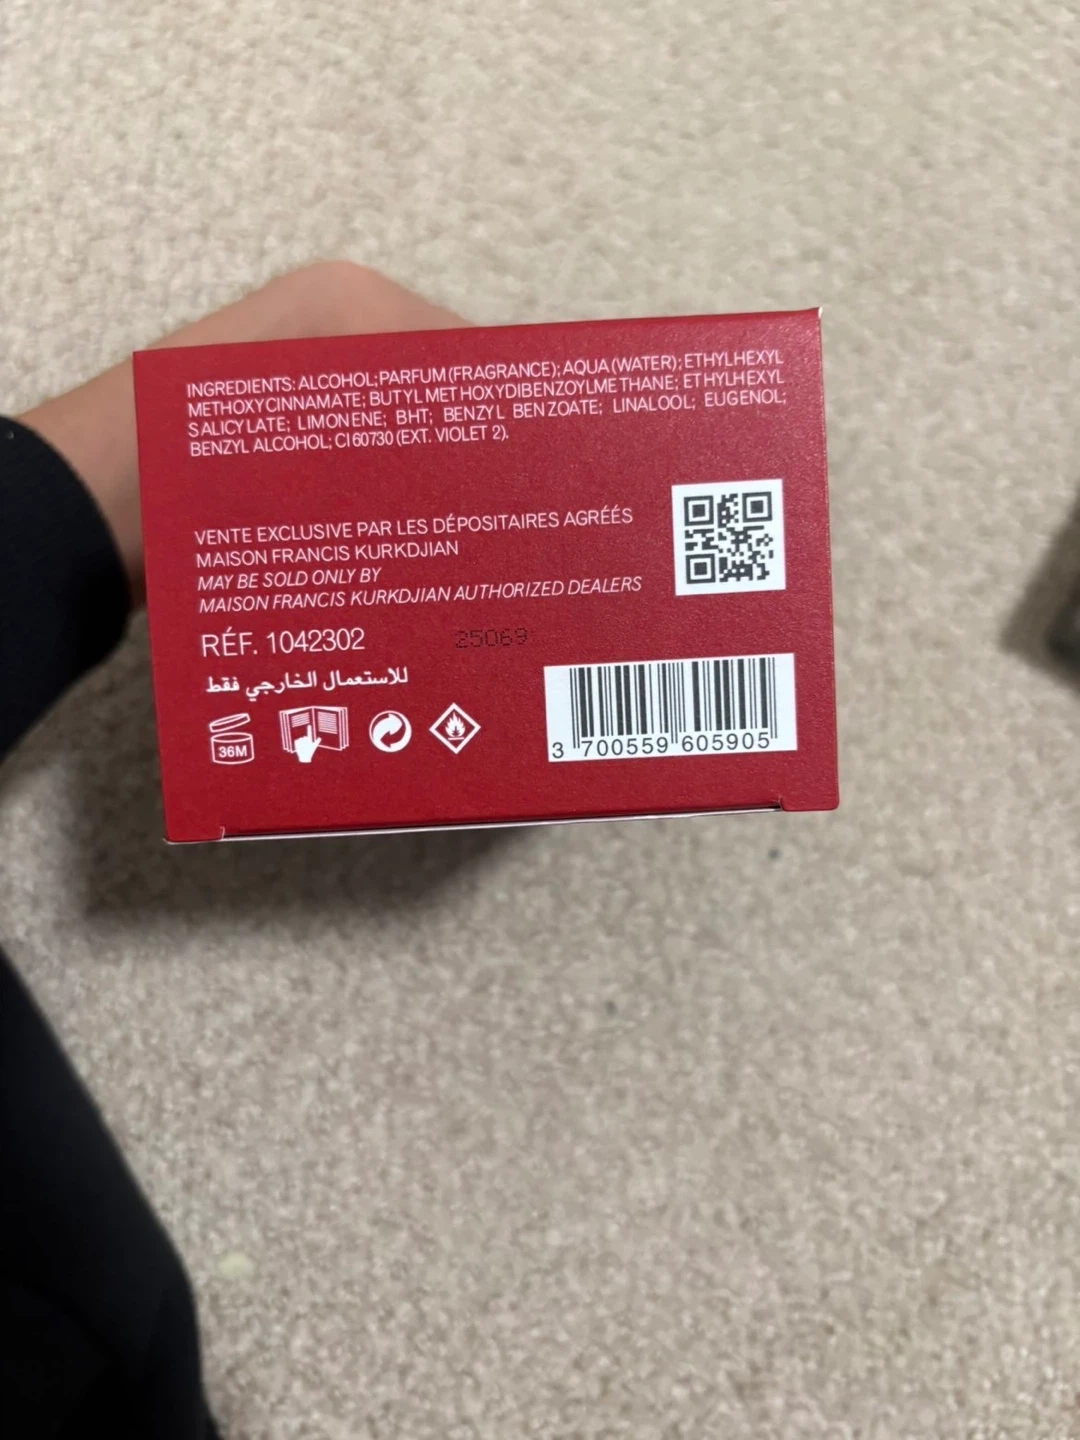 INGREDIENTS: ALCOHOL; PARFUM (FRAGRANCE); AQUA (WATER); ETHYLHEXYL
METHOXYCINNAMATE; BUTYL METHOXYDIBENZOYLMETHANE; ETHYLHEXYL
SALICYLATE; LIMONENE; BHT; BENZYL BENZOATE; LINALOOL; EUGENOL;
BENZYL ALCOHOL; CI 60730 (EXT. VIOLET 2).
VENTE EXCLUSIVE PAR LES DÉPOSITAIRES AGRÉÉS
MAISON FRANCIS KURKDJIAN
MAY BE SOLD ONLY BY
MAISON FRANCIS KURKDJIAN AUTHORIZED DEALERS
RÉF. 1042302 25069
للاستعمال الخارجي فقط
36M
3 700559 605905